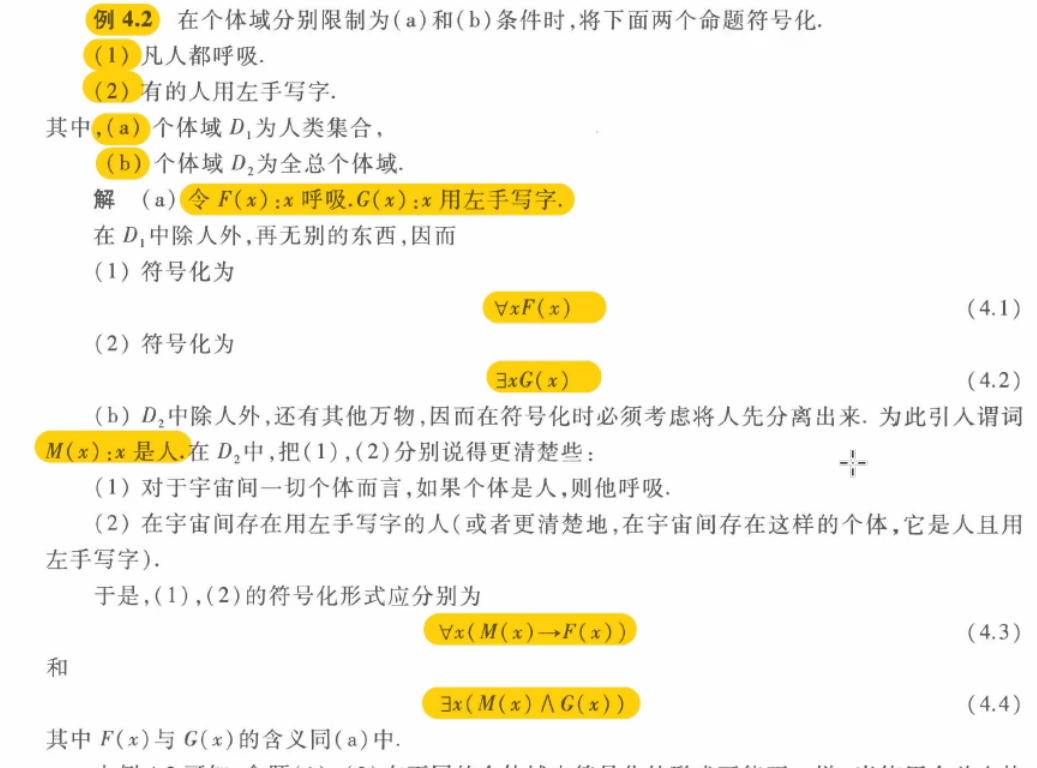 例 4.2 在个体域分别限制为(a)和(b)条件时,将下面两个命题符号化.
(1) 凡人都呼吸.
(2) 有的人用左手写字.
其中,(a) 个体域 D₁为人类集合,
(b) 个体域 D₂为全总个体域.
解 (a) 令 F(x):x 呼吸.G(x):x 用左手写字.
在 D₁中除人外,再无别的东西,因而
(1) 符号化为
∀xF(x) (4.1)
(2) 符号化为
∃xG(x) (4.2)
(b) D₂中除人外,还有其他万物,因而在符号化时必须考虑将人先分离出来. 为此引入谓词
M(x):x 是人.在 D₂中,把(1),(2)分别说得更清楚些:
(1) 对于宇宙间一切个体而言,如果个体是人,则他呼吸.
(2) 在宇宙间存在用左手写字的人(或者更清楚地,在宇宙间存在这样的个体,它是人且用
左手写字).
于是,(1),(2)的符号化形式应分别为
∀x(M(x)→F(x)) (4.3)
和
∃x(M(x)∧G(x)) (4.4)
其中 F(x)与 G(x)的含义同(a)中.